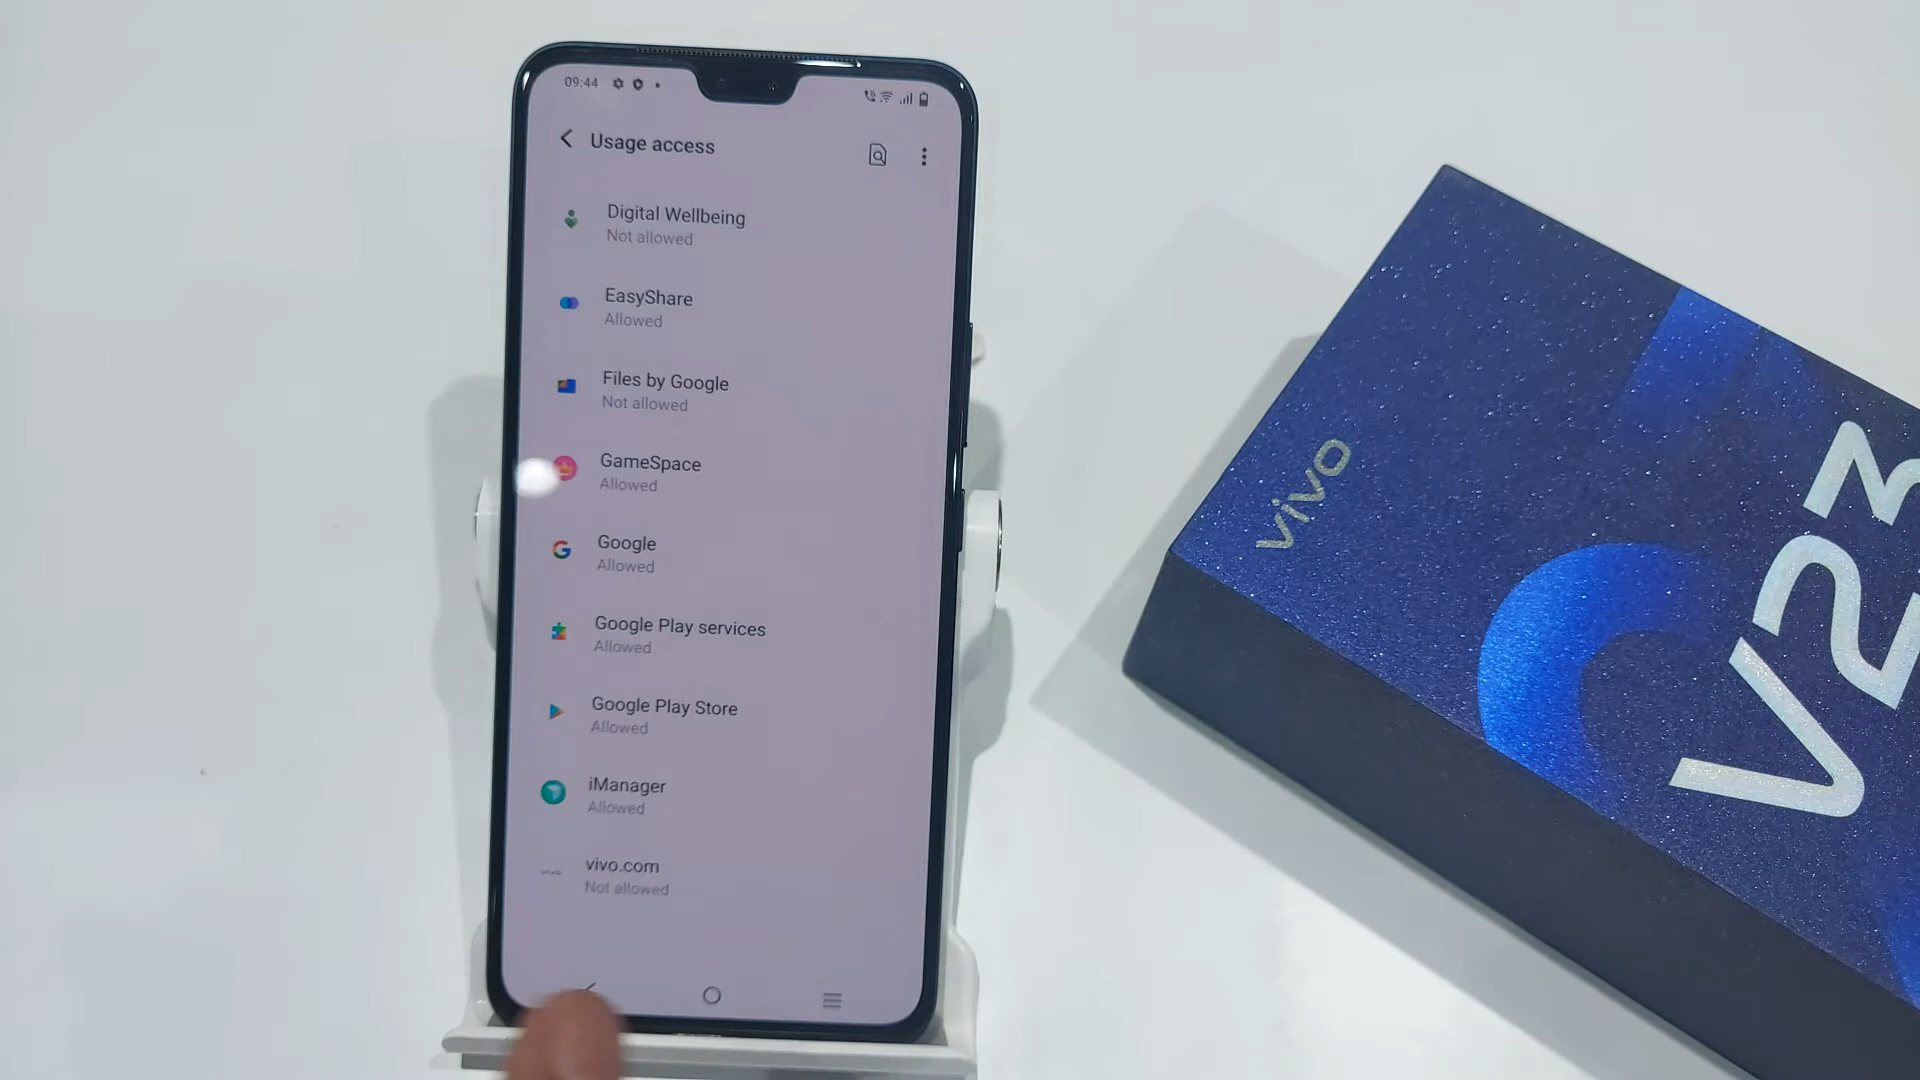 09:44
Usage access
Digital Wellbeing
Not allowed
EasyShare
Allowed
Files by Google
Not allowed
GameSpace
Allowed
Google
Allowed
Google Play services
Allowed
Google Play Store
Allowed
iManager
Allowed
vivo
vivo.com
Not allowed
vivo
V23